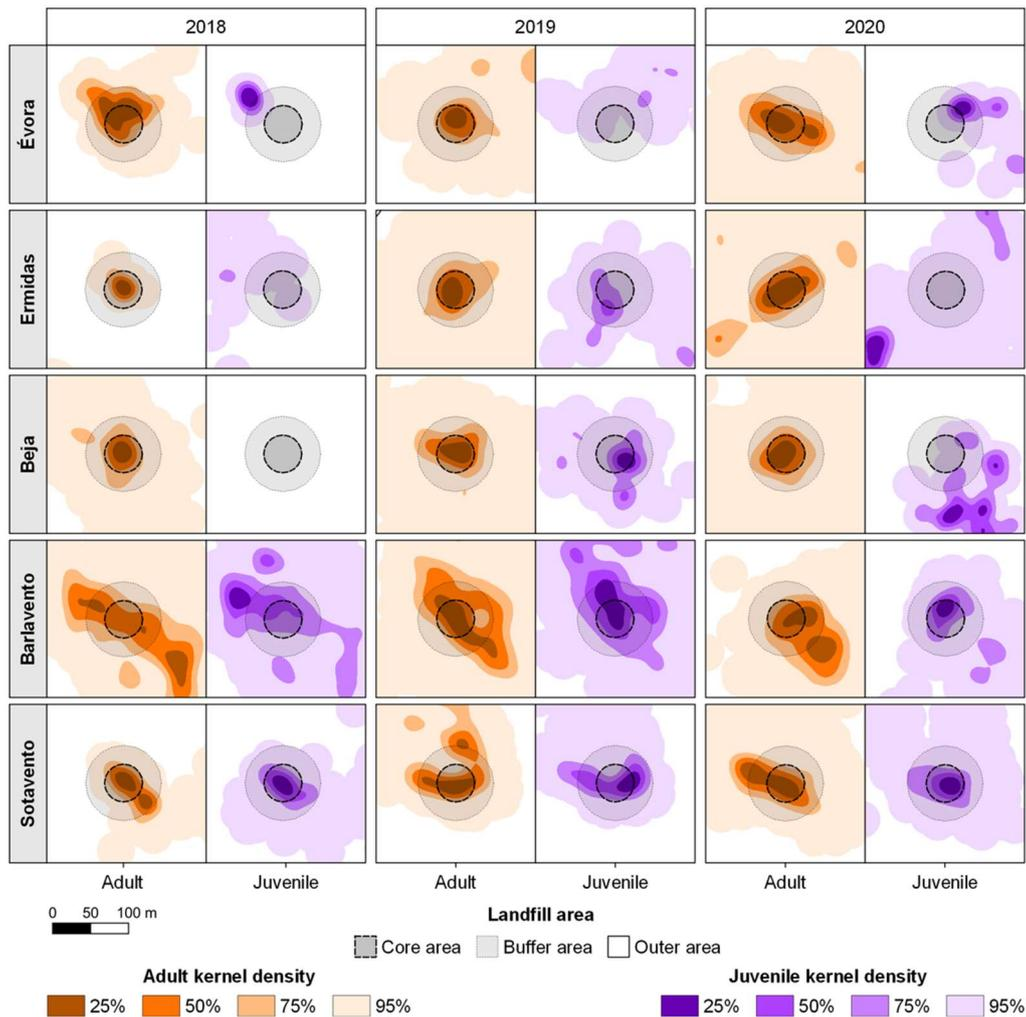 2018 2019 2020
Évora
Ermidas
Beja
Barlavento
Sotavento
Adult Juvenile Adult Juvenile Adult Juvenile
0 50 100 m
Landfill area
Core area Buffer area Outer area
Adult kernel density Juvenile kernel density
25% 50% 75% 95% 25% 50% 75% 95%